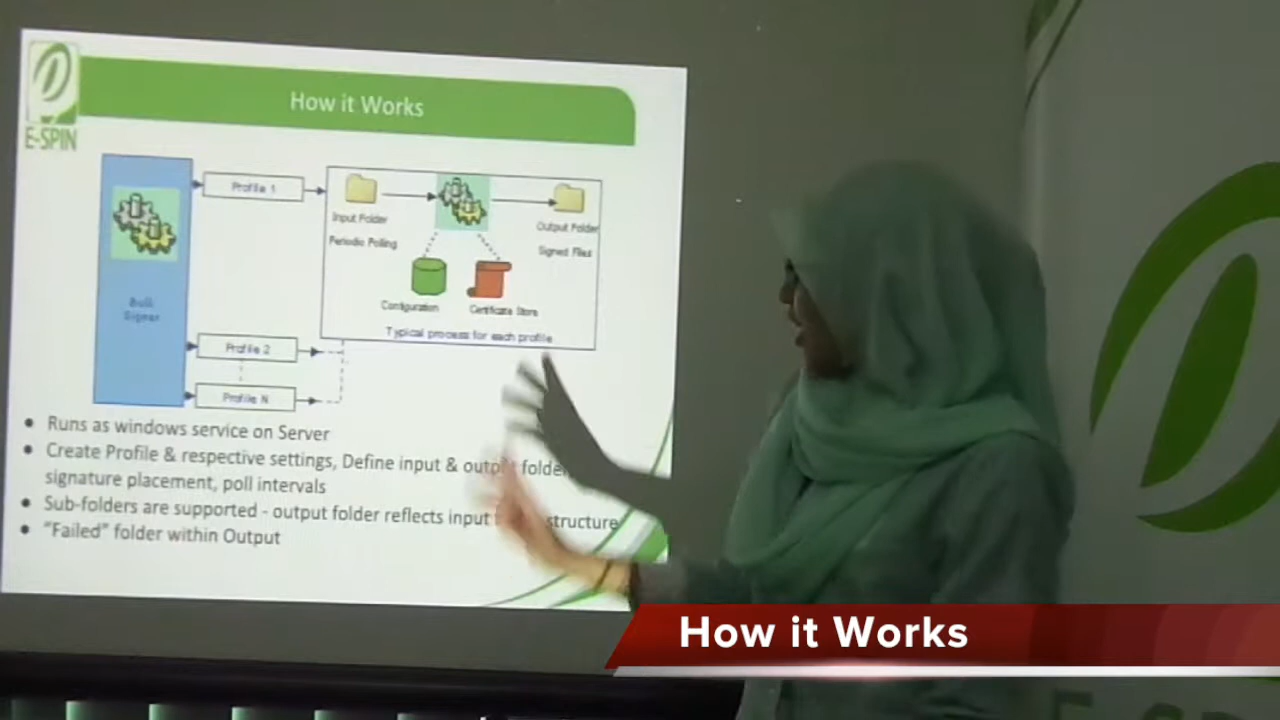 How it Works
E-SPIN
Profile 1
Input Folder
Periodic Polling
Output Folder
Signed Files
Configuration
Certificate Store
Typical process for each profile
Bulk
Signer
Profile 2
Profile N
Runs as windows service on Server
Create Profile & respective settings, Define input & output folder
signature placement, poll intervals
Sub-folders are supported - output folder reflects input structure
"Failed" folder within Output
How it Works